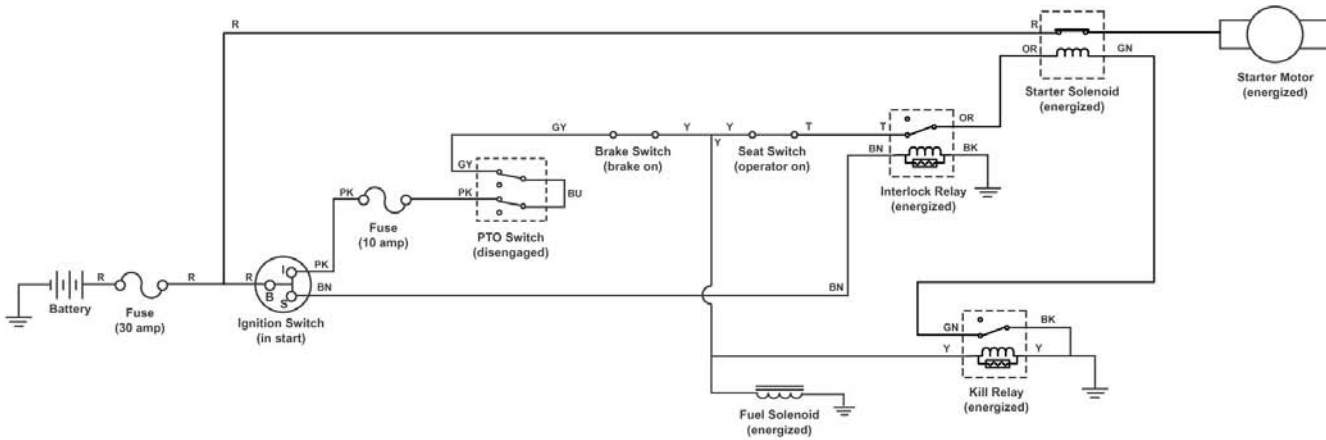 R
R
OR
GN
Starter Solenoid
(energized)
Starter Motor
(energized)
GY
Y
Y
Y
T
T
OR
Brake Switch
(brake on)
Seat Switch
(operator on)
BN
BK
Interlock Relay
(energized)
GY
PK
PK
PK
BU
Fuse
(10 amp)
PTO Switch
(disengaged)
R
R
R
I
B
S
PK
BN
BN
Battery
Fuse
(30 amp)
Ignition Switch
(in start)
GN
BK
Y
Y
Kill Relay
(energized)
Fuel Solenoid
(energized)